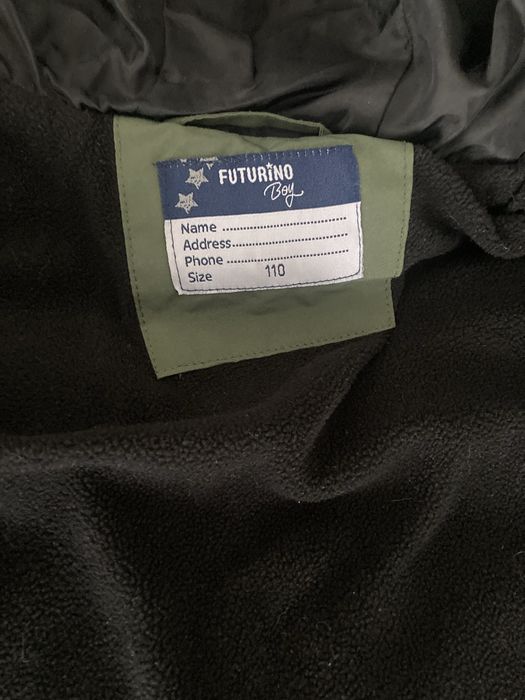 FUTURINO
Boy
Name ................................
Address.............................
Phone ...............................
Size 110